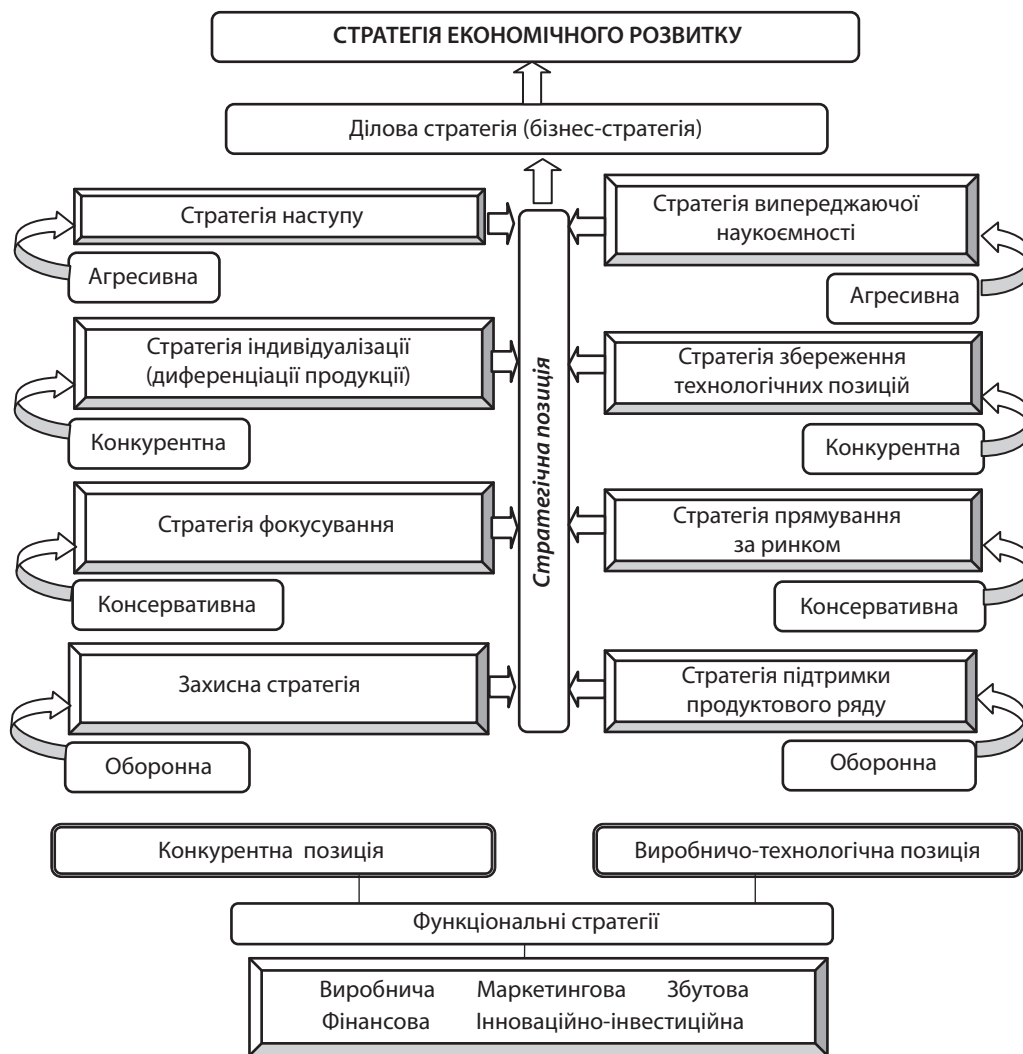 СТРАТЕГІЯ ЕКОНОМІЧНОГО РОЗВИТКУ
Ділова стратегія (бізнес-стратегія)
Стратегія наступу
Агресивна
Стратегія індивідуалізації
(диференціації продукції)
Конкурентна
Стратегія фокусування
Консервативна
Захисна стратегія
Оборонна
Стратегічна позиція
Стратегія випереджаючої
наукоємності
Агресивна
Стратегія збереження
технологічних позицій
Конкурентна
Стратегія прямування
за ринком
Консервативна
Стратегія підтримки
продуктового ряду
Оборонна
Конкурентна позиція
Виробничо-технологічна позиція
Функціональні стратегії
Виробнича Маркетингова Збутова
Фінансова Інноваційно-інвестиційна